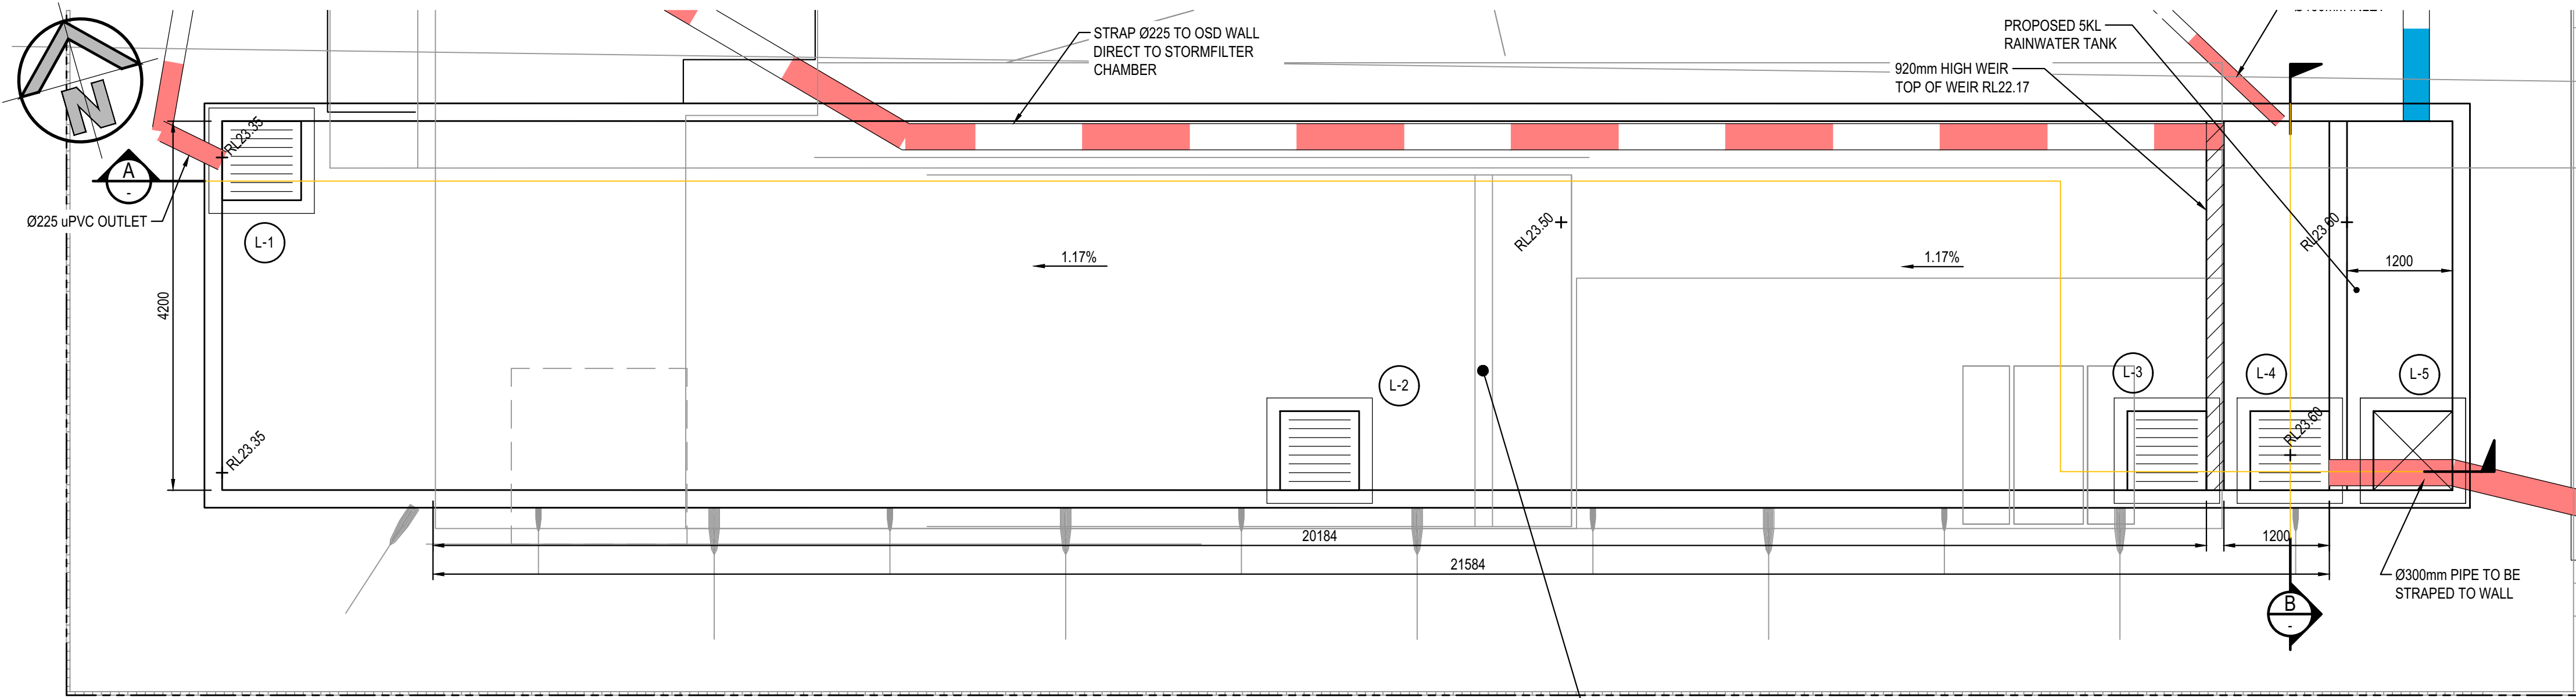 STRAP Ø225 TO OSD WALL
DIRECT TO STORMFILTER
CHAMBER
PROPOSED 5KL
RAINWATER TANK
920mm HIGH WEIR
TOP OF WEIR RL22.17
N
RL23.35
A
-
Ø225 uPVC OUTLET
L-1
RL23.50
RL23.60
1.17%
1.17%
1200
4200
L-2
L-3
L-4
L-5
RL23.35
RL23.60
20184
1200
21584
Ø300mm PIPE TO BE
STRAPED TO WALL
B
-